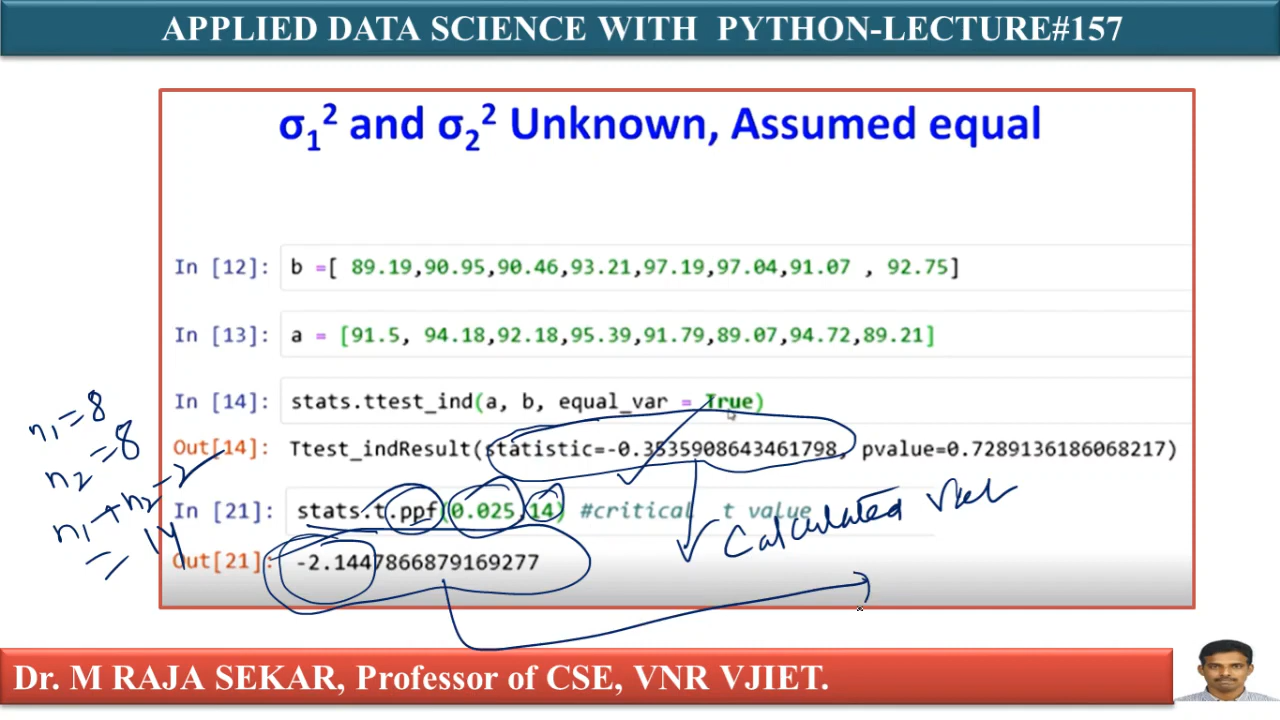 APPLIED DATA SCIENCE WITH PYTHON-LECTURE#157
σ₁² and σ₂² Unknown, Assumed equal
In [12]: b =[ 89.19,90.95,90.46,93.21,97.19,97.04,91.07 , 92.75]
In [13]: a = [91.5, 94.18,92.18,95.39,91.79,89.07,94.72,89.21]
In [14]: stats.ttest_ind(a, b, equal_var = True)
n₁=8
Out[14]: Ttest_indResult(statistic=-0.3535908643461798, pvalue=0.7289136186068217)
n₂=8
In [21]: stats.t.ppf(0.025,14) #critical t value
n₁+n₂-2
Calculated
Out[21]: -2.1447866879169277
=14
Dr. M RAJA SEKAR, Professor of CSE, VNR VJIET.